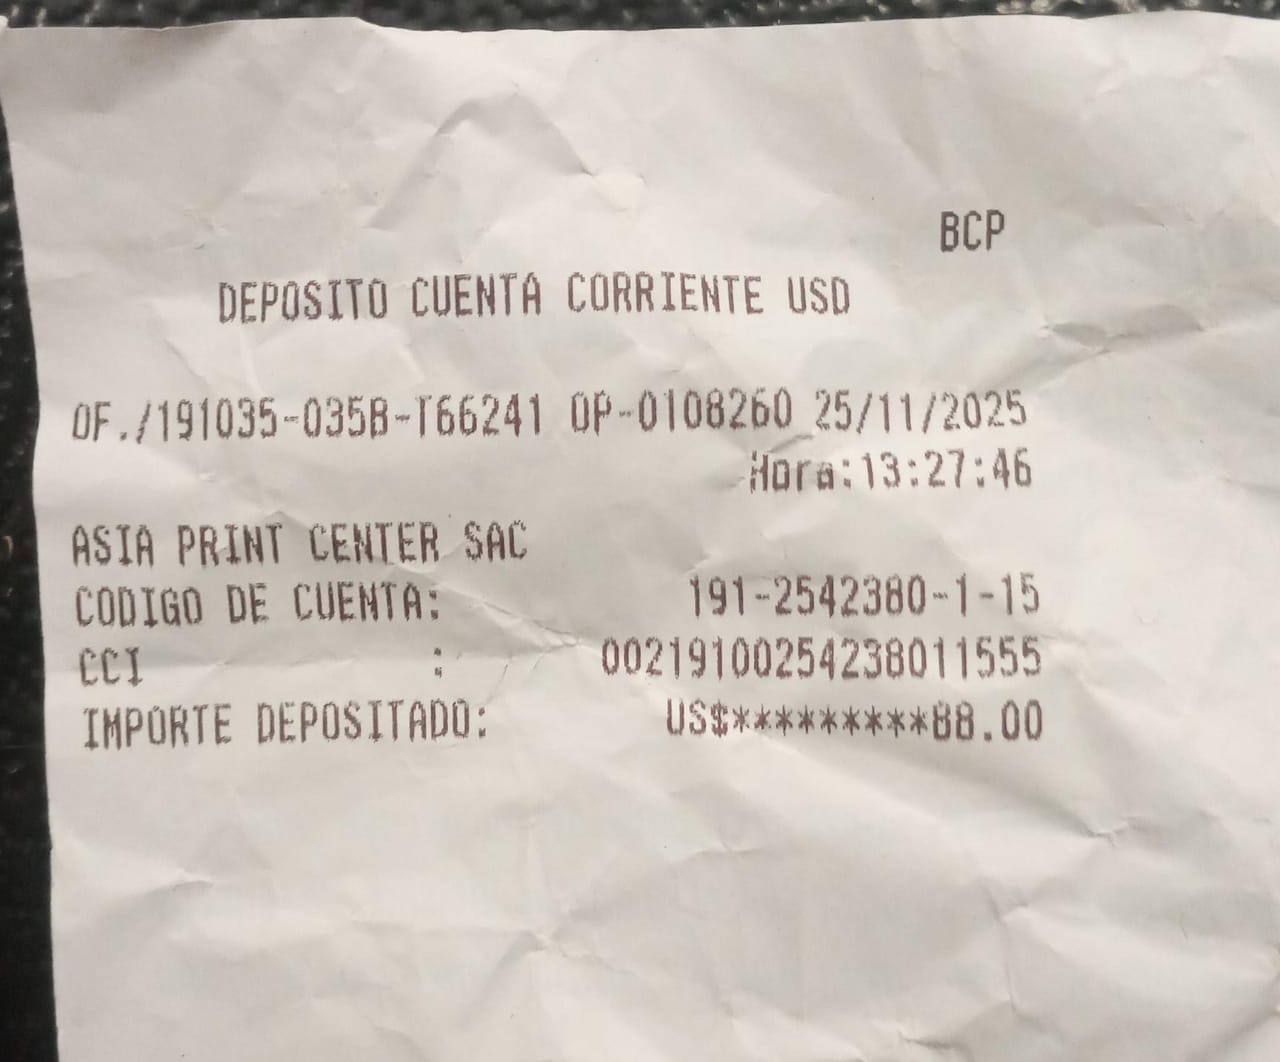 BCP
DEPOSITO CUENTA CORRIENTE USD
OF./191035-035B-T66241 OP-0108260 25/11/2025
Hora:13:27:46
ASIA PRINT CENTER SAC
CODIGO DE CUENTA: 191-2542380-1-15
CCI : 00219100254238011555
IMPORTE DEPOSITADO: US$*********88.00